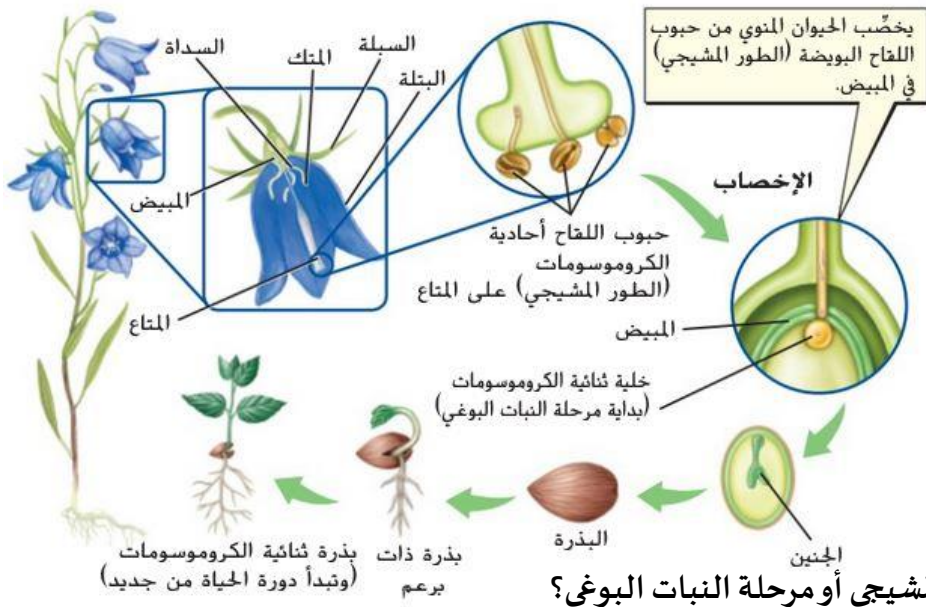 يخصِّب الحيوان المنوي من حبوب
اللقاح البويضة (الطور المشيجي)
في المبيض.
السداة
المتك
السبلة
البتلة
المبيض
المتاع
حبوب اللقاح أحادية
الكروموسومات
(الطور المشيجي) على المتاع
الإخصاب
المبيض
خلية ثنائية الكروموسومات
(بداية مرحلة النبات البوغي)
الجنين
البذرة
بذرة ذات
برعم
بذرة ثنائية الكروموسومات
(وتبدأ دورة الحياة من جديد)
أو مرحلة النبات البوغي؟